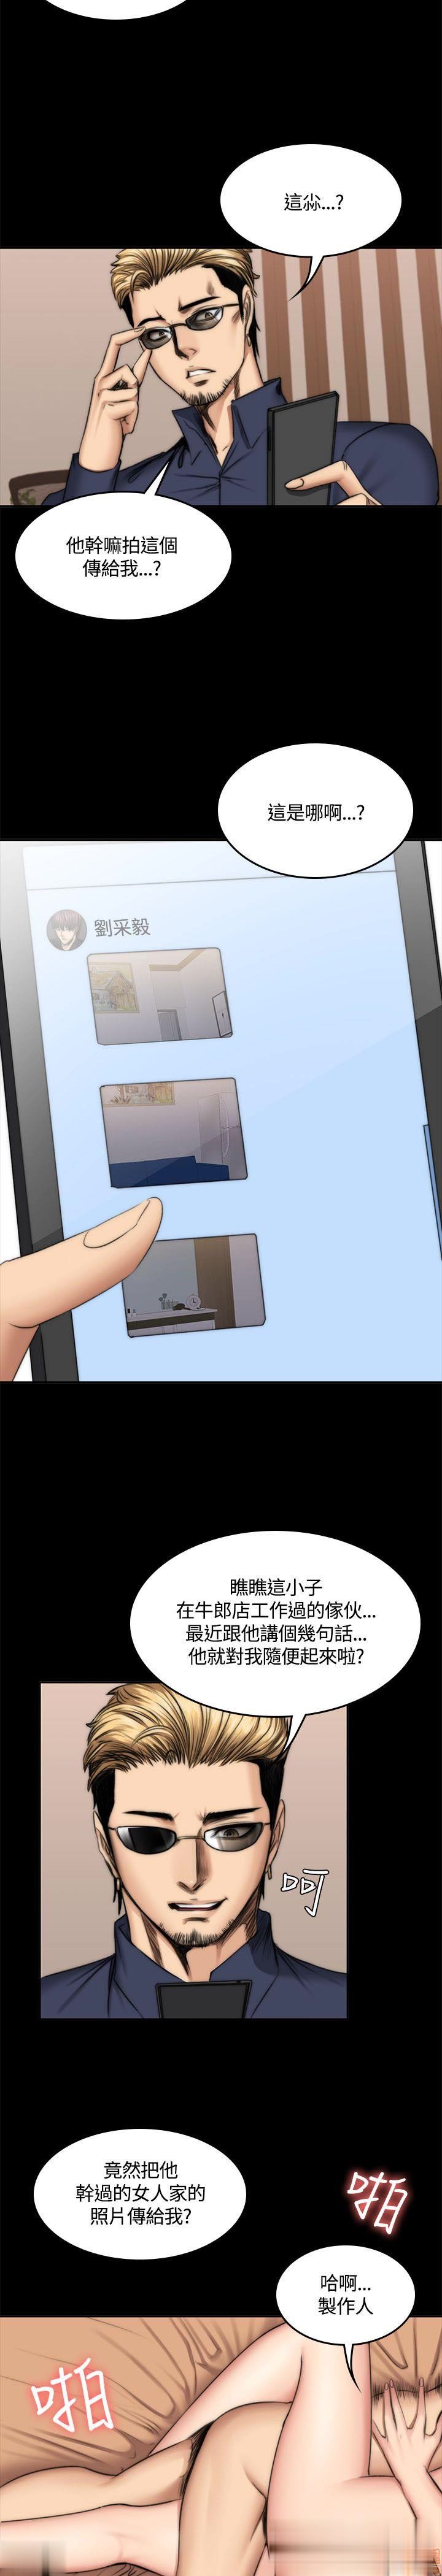 這尛...?
他幹嘛拍這個
傳給我...?
這是哪啊...?
劉采毅
瞧瞧這小子
在牛郎店工作過的傢伙...
最近跟他講個幾句話...
他就對我隨便起來啦?
呵
竟然把他
幹過的女人家的
照片傳給我?
啪
哈啊...
製作人
啪